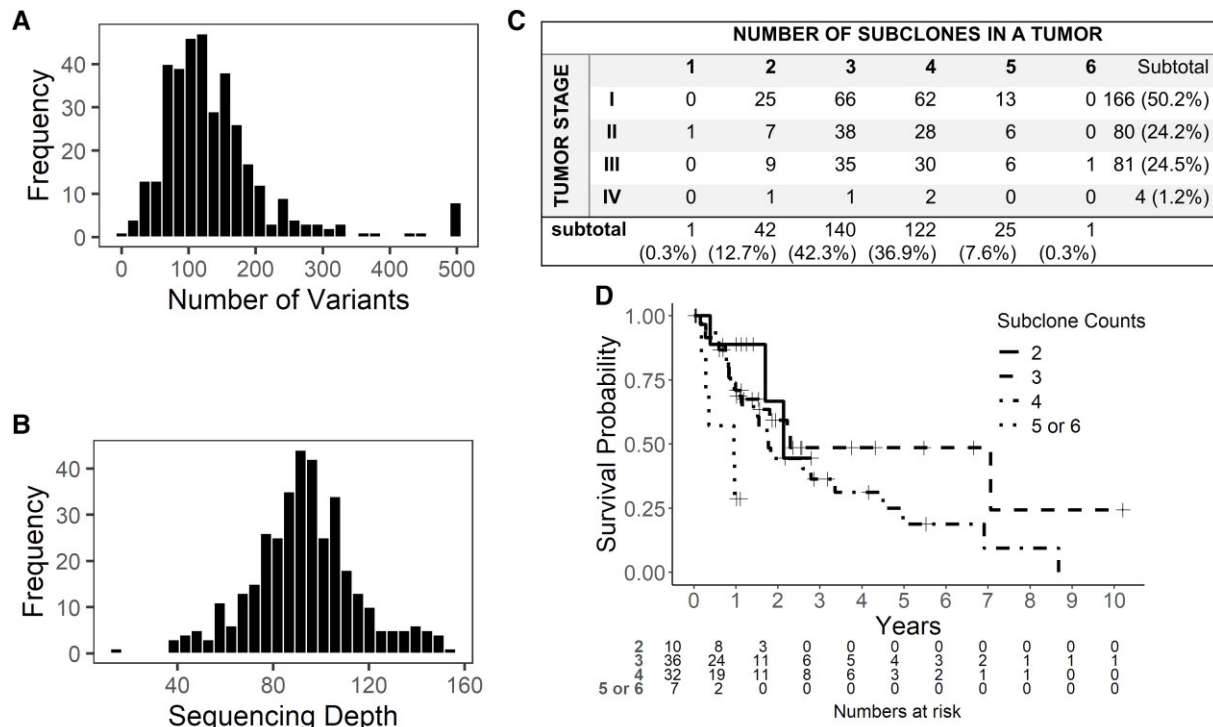 A
Frequency
40
30
20
10
0
0 100 200 300 400 500
Number of Variants
B
Frequency
40
30
20
10
0
40 80 120 160
Sequencing Depth
C
NUMBER OF SUBCLONES IN A TUMOR
TUMOR STAGE
1 2 3 4 5 6 Subtotal
I 0 25 66 62 13 0 166 (50.2%)
II 1 7 38 28 6 0 80 (24.2%)
III 0 9 35 30 6 1 81 (24.5%)
IV 0 1 1 2 0 0 4 (1.2%)
subtotal 1 42 140 122 25 1
(0.3%) (12.7%) (42.3%) (36.9%) (7.6%) (0.3%)
D
Survival Probability
1.00
0.75
0.50
0.25
0.00
Subclone Counts
2
3
4
5 or 6
0 1 2 3 4 5 6 7 8 9 10
Years
2 10 8 3 0 0 0 0 0 0 0 0
3 36 24 11 6 5 4 3 2 1 1 1
4 32 19 11 8 6 3 2 1 1 0 0
5 or 6 7 2 0 0 0 0 0 0 0 0 0
Numbers at risk